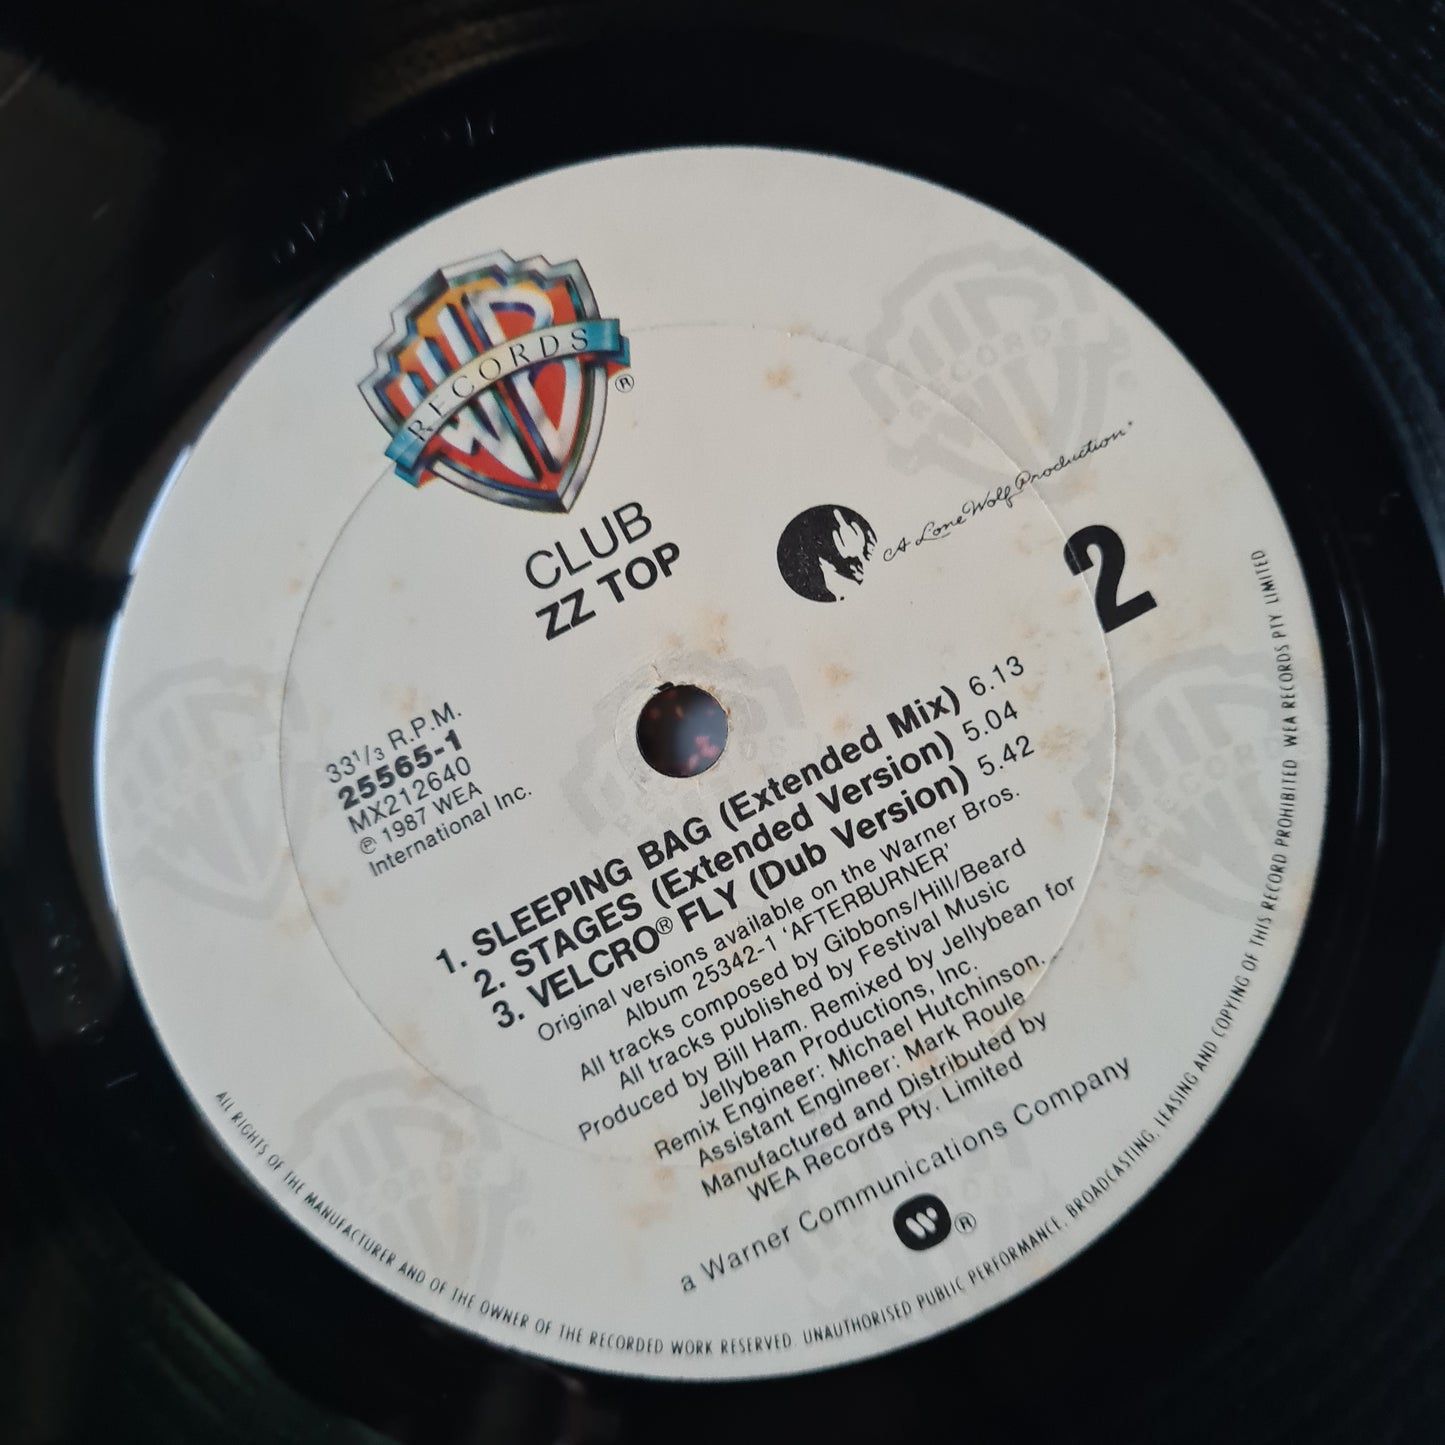 WB
RECORDS
®
CLUB
ZZ TOP
A Lone Wolf Production
2
33⅓ R.P.M.
25565-1
MX212640
℗ 1987 WEA
International Inc.
1. SLEEPING BAG (Extended Mix) 6.13
2. STAGES (Extended Version) 5.04
3. VELCRO® FLY (Dub Version) 5.42
Original versions available on the Warner Bros.
Album 25342-1 'AFTERBURNER'
All tracks composed by Gibbons/Hill/Beard
All tracks published by Festival Music
Produced by Bill Ham. Remixed by Jellybean for
Jellybean Productions, Inc.
Remix Engineer: Michael Hutchinson.
Assistant Engineer: Mark Roule
Manufactured and Distributed by
WEA Records Pty. Limited
a Warner Communications Company
®
ALL RIGHTS OF THE MANUFACTURER AND OF THE OWNER OF THE RECORDED WORK RESERVED. UNAUTHORISED PUBLIC PERFORMANCE, BROADCASTING, LEASING AND COPYING OF THIS RECORD PROHIBITED. WEA RECORDS PTY. LIMITED